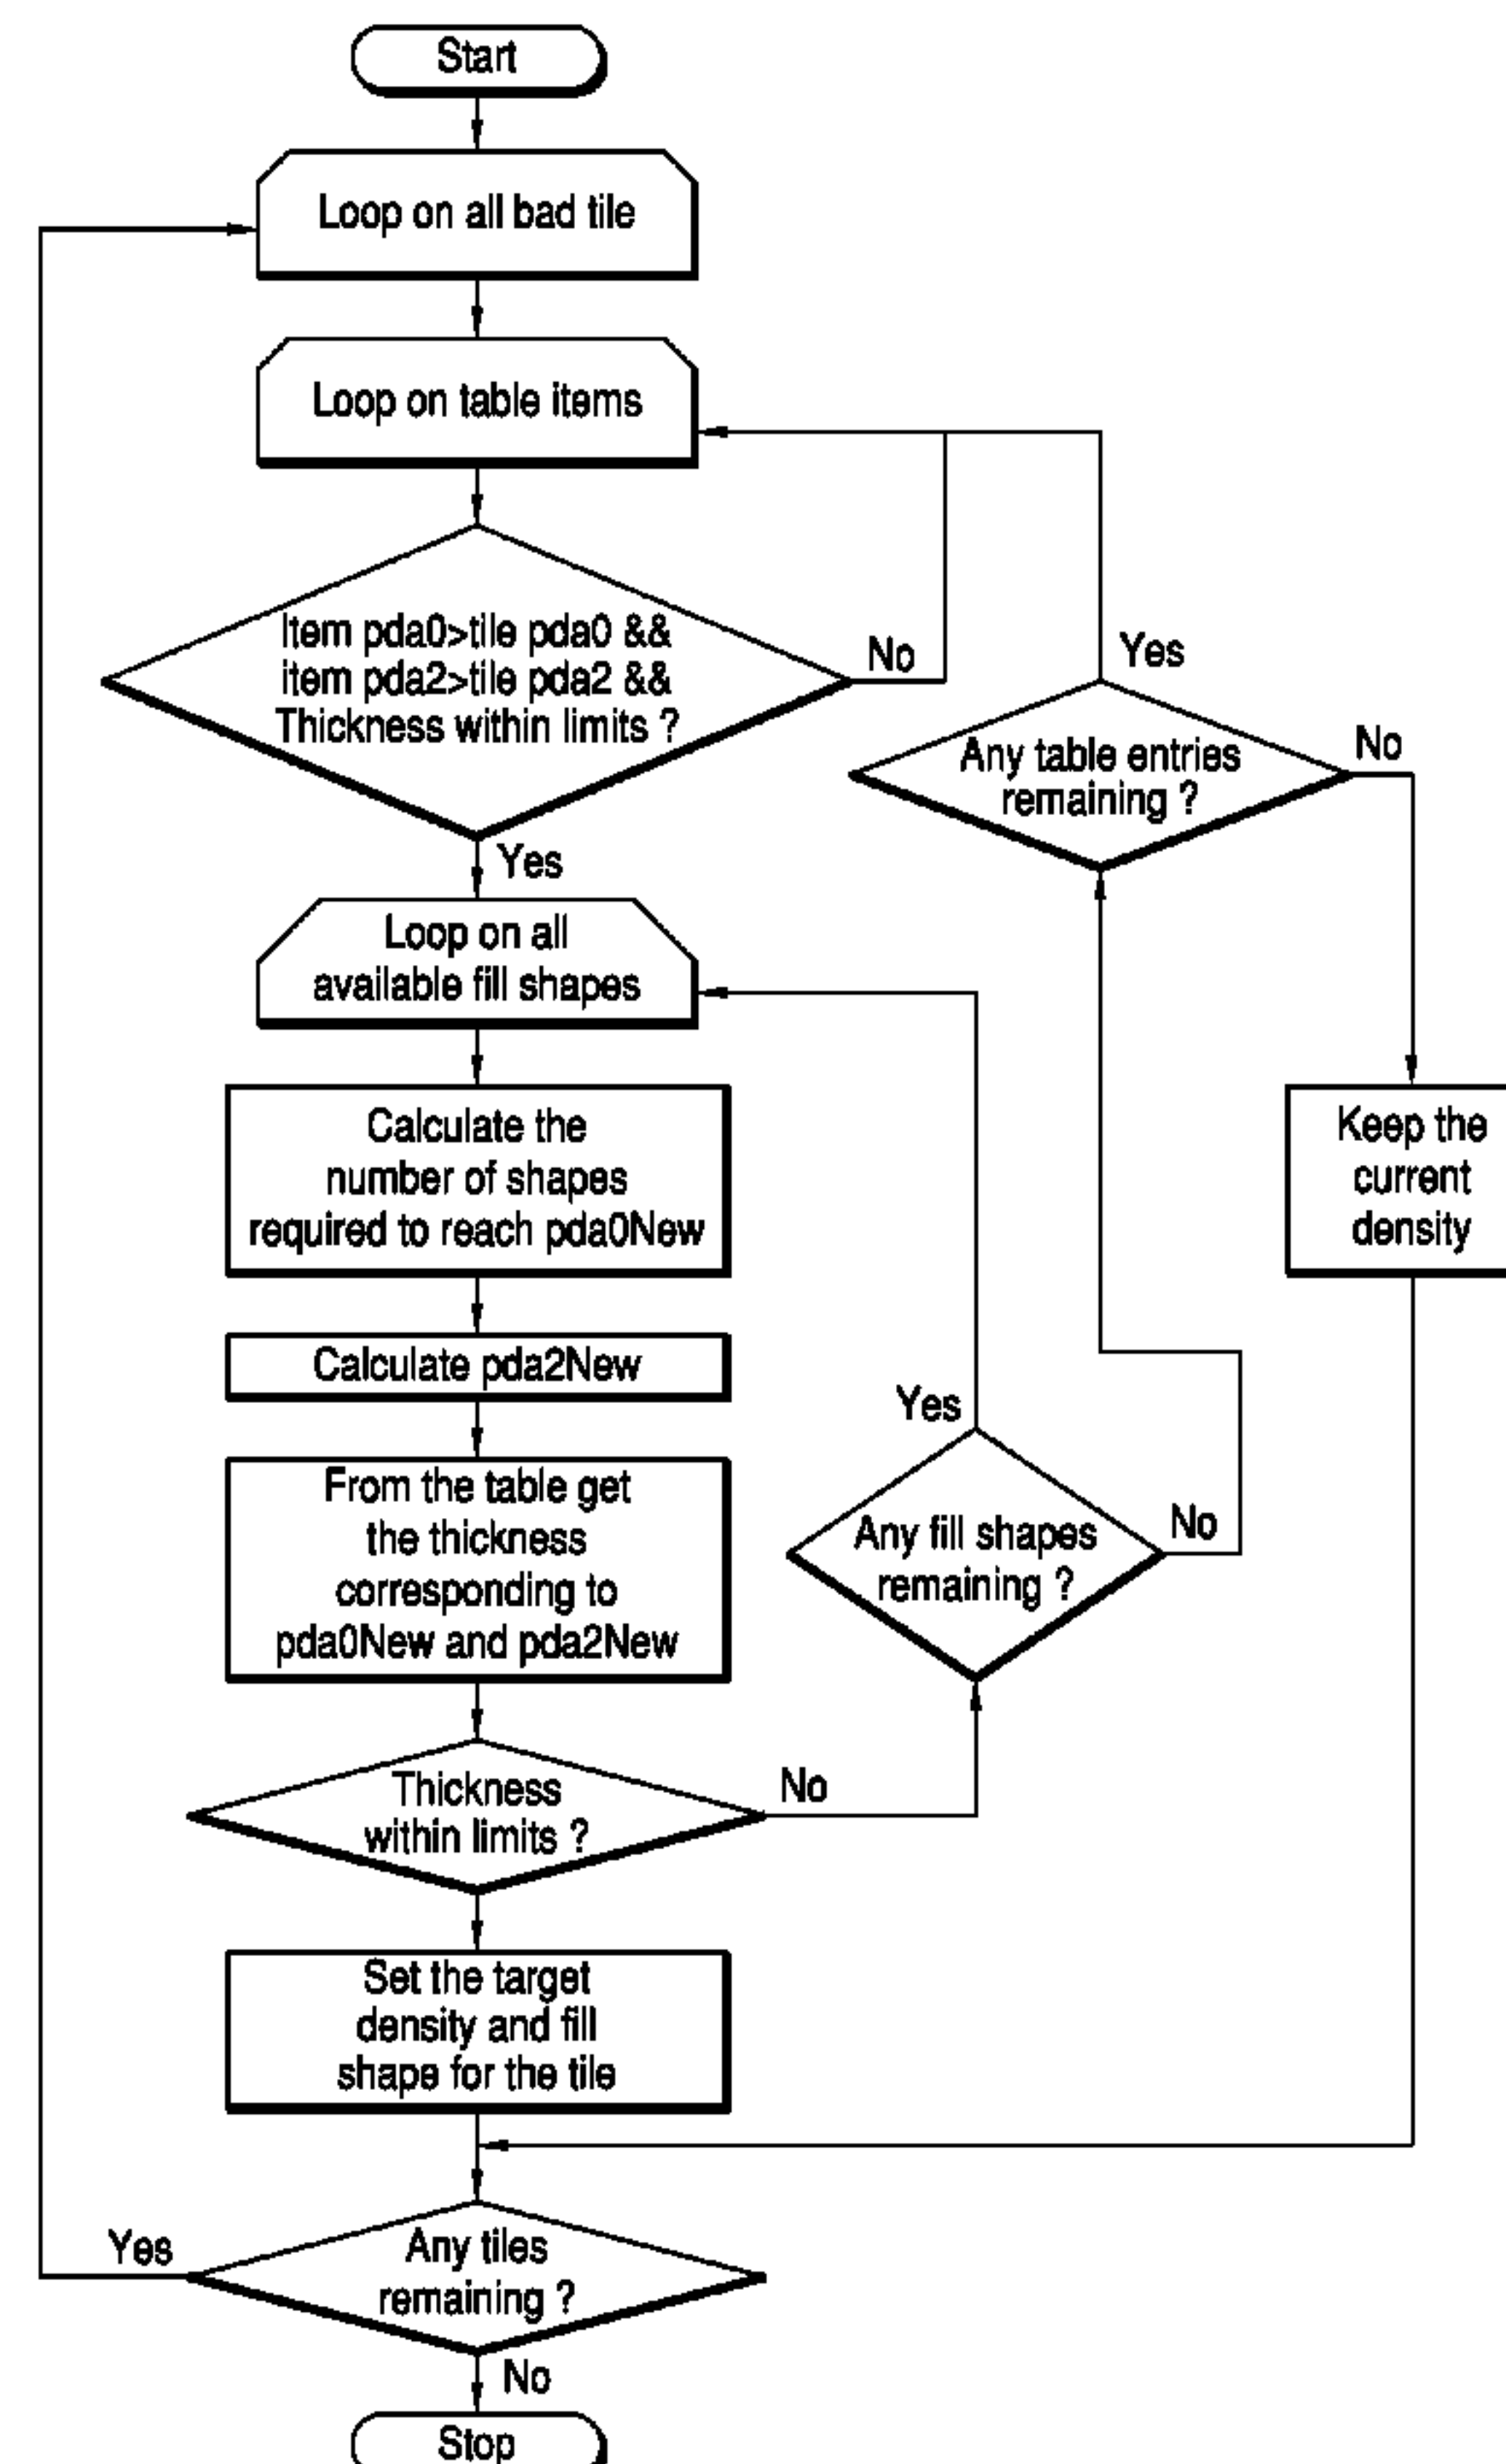 Start
Loop on all bad tile
Loop on table items
Item pda0>tile pda0 &&
item pda2>tile pda2 &&
Thickness within limits ?
No
Yes
Any table entries
remaining ?
No
Yes
Loop on all
available fill shapes
Calculate the
number of shapes
required to reach pda0New
Keep the
current
density
Calculate pda2New
Yes
From the table get
the thickness
corresponding to
pda0New and pda2New
Any fill shapes
remaining ?
No
Thickness
within limits ?
No
Set the target
density and fill
shape for the tile
Yes
Any tiles
remaining ?
No
Stop